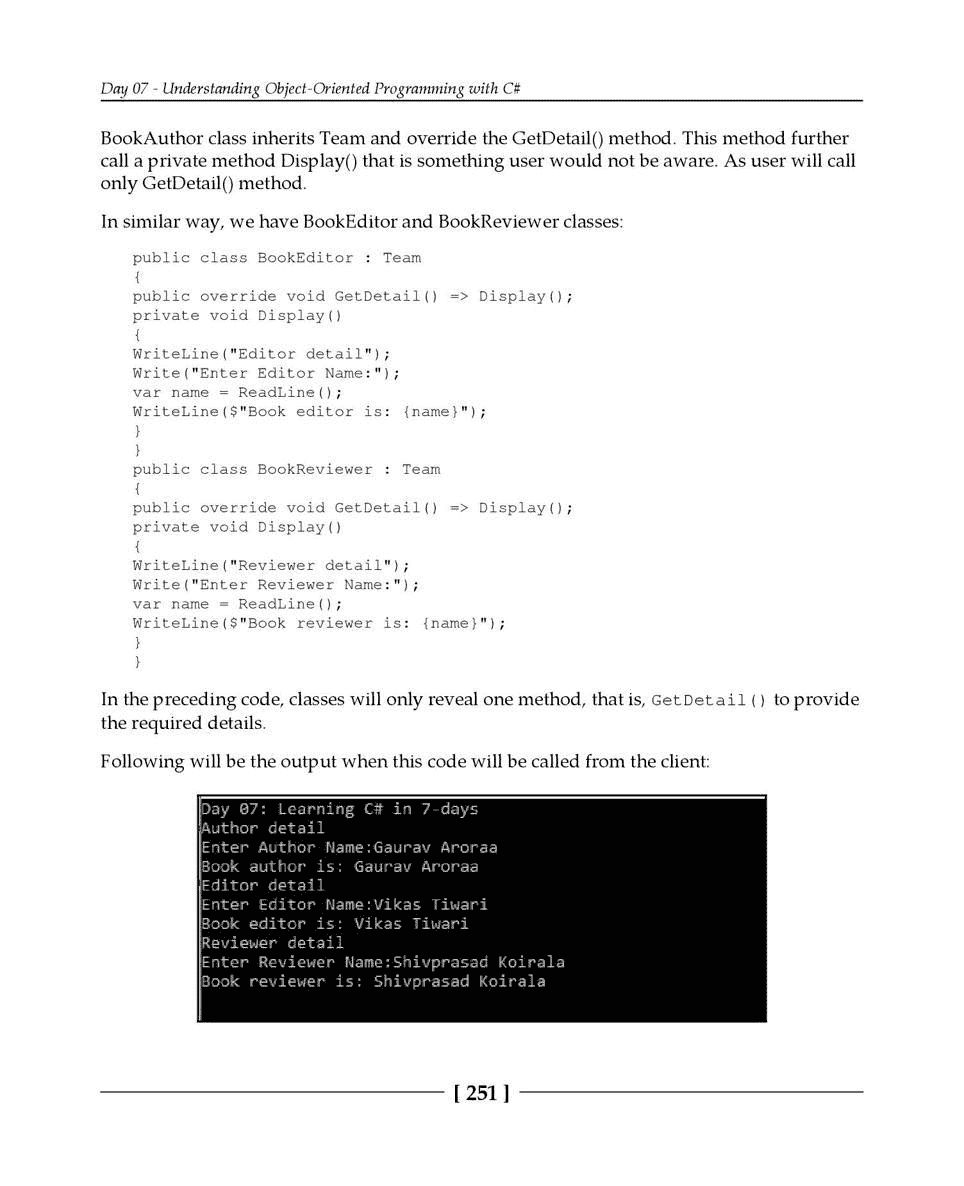 Day 07 - Understanding Object-Oriented Programming with C#
BookAuthor class inherits Team and override the GetDetail() method. This method further
call a private method Display() that is something user would not be aware. As user will call
only GetDetail() method.
In similar way, we have BookEditor and BookReviewer classes:
public class BookEditor : Team
{
public override void GetDetail() => Display();
private void Display()
{
WriteLine("Editor detail");
Write("Enter Editor Name:");
var name = ReadLine();
WriteLine($"Book editor is: {name}");
}
}
public class BookReviewer : Team
{
public override void GetDetail() => Display();
private void Display()
{
WriteLine("Reviewer detail");
Write("Enter Reviewer Name:");
var name = ReadLine();
WriteLine($"Book reviewer is: {name}");
}
}
In the preceding code, classes will only reveal one method, that is, GetDetail() to provide
the required details.
Following will be the output when this code will be called from the client:
Day 07: Learning C# in 7-days
Author detail
Enter Author Name:Gaurav Aroraa
Book author is: Gaurav Aroraa
Editor detail
Enter Editor Name:Vikas Tiwari
Book editor is: Vikas Tiwari
Reviewer detail
Enter Reviewer Name:Shivprasad Koirala
Book reviewer is: Shivprasad Koirala
[ 251 ]